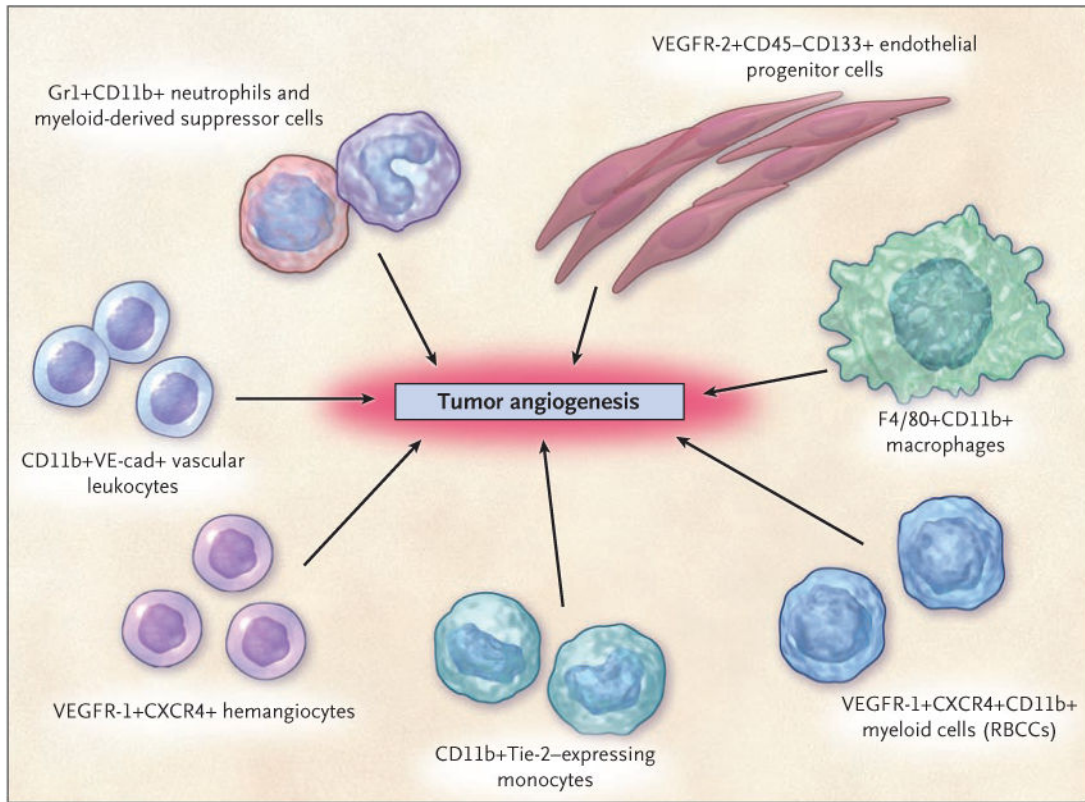 VEGFR-2+CD45–CD133+ endothelial
progenitor cells
Gr1+CD11b+ neutrophils and
myeloid-derived suppressor cells
Tumor angiogenesis
F4/80+CD11b+
macrophages
CD11b+VE-cad+ vascular
leukocytes
VEGFR-1+CXCR4+ hemangiocytes
VEGFR-1+CXCR4+CD11b+
myeloid cells (RBCCs)
CD11b+Tie-2–expressing
monocytes